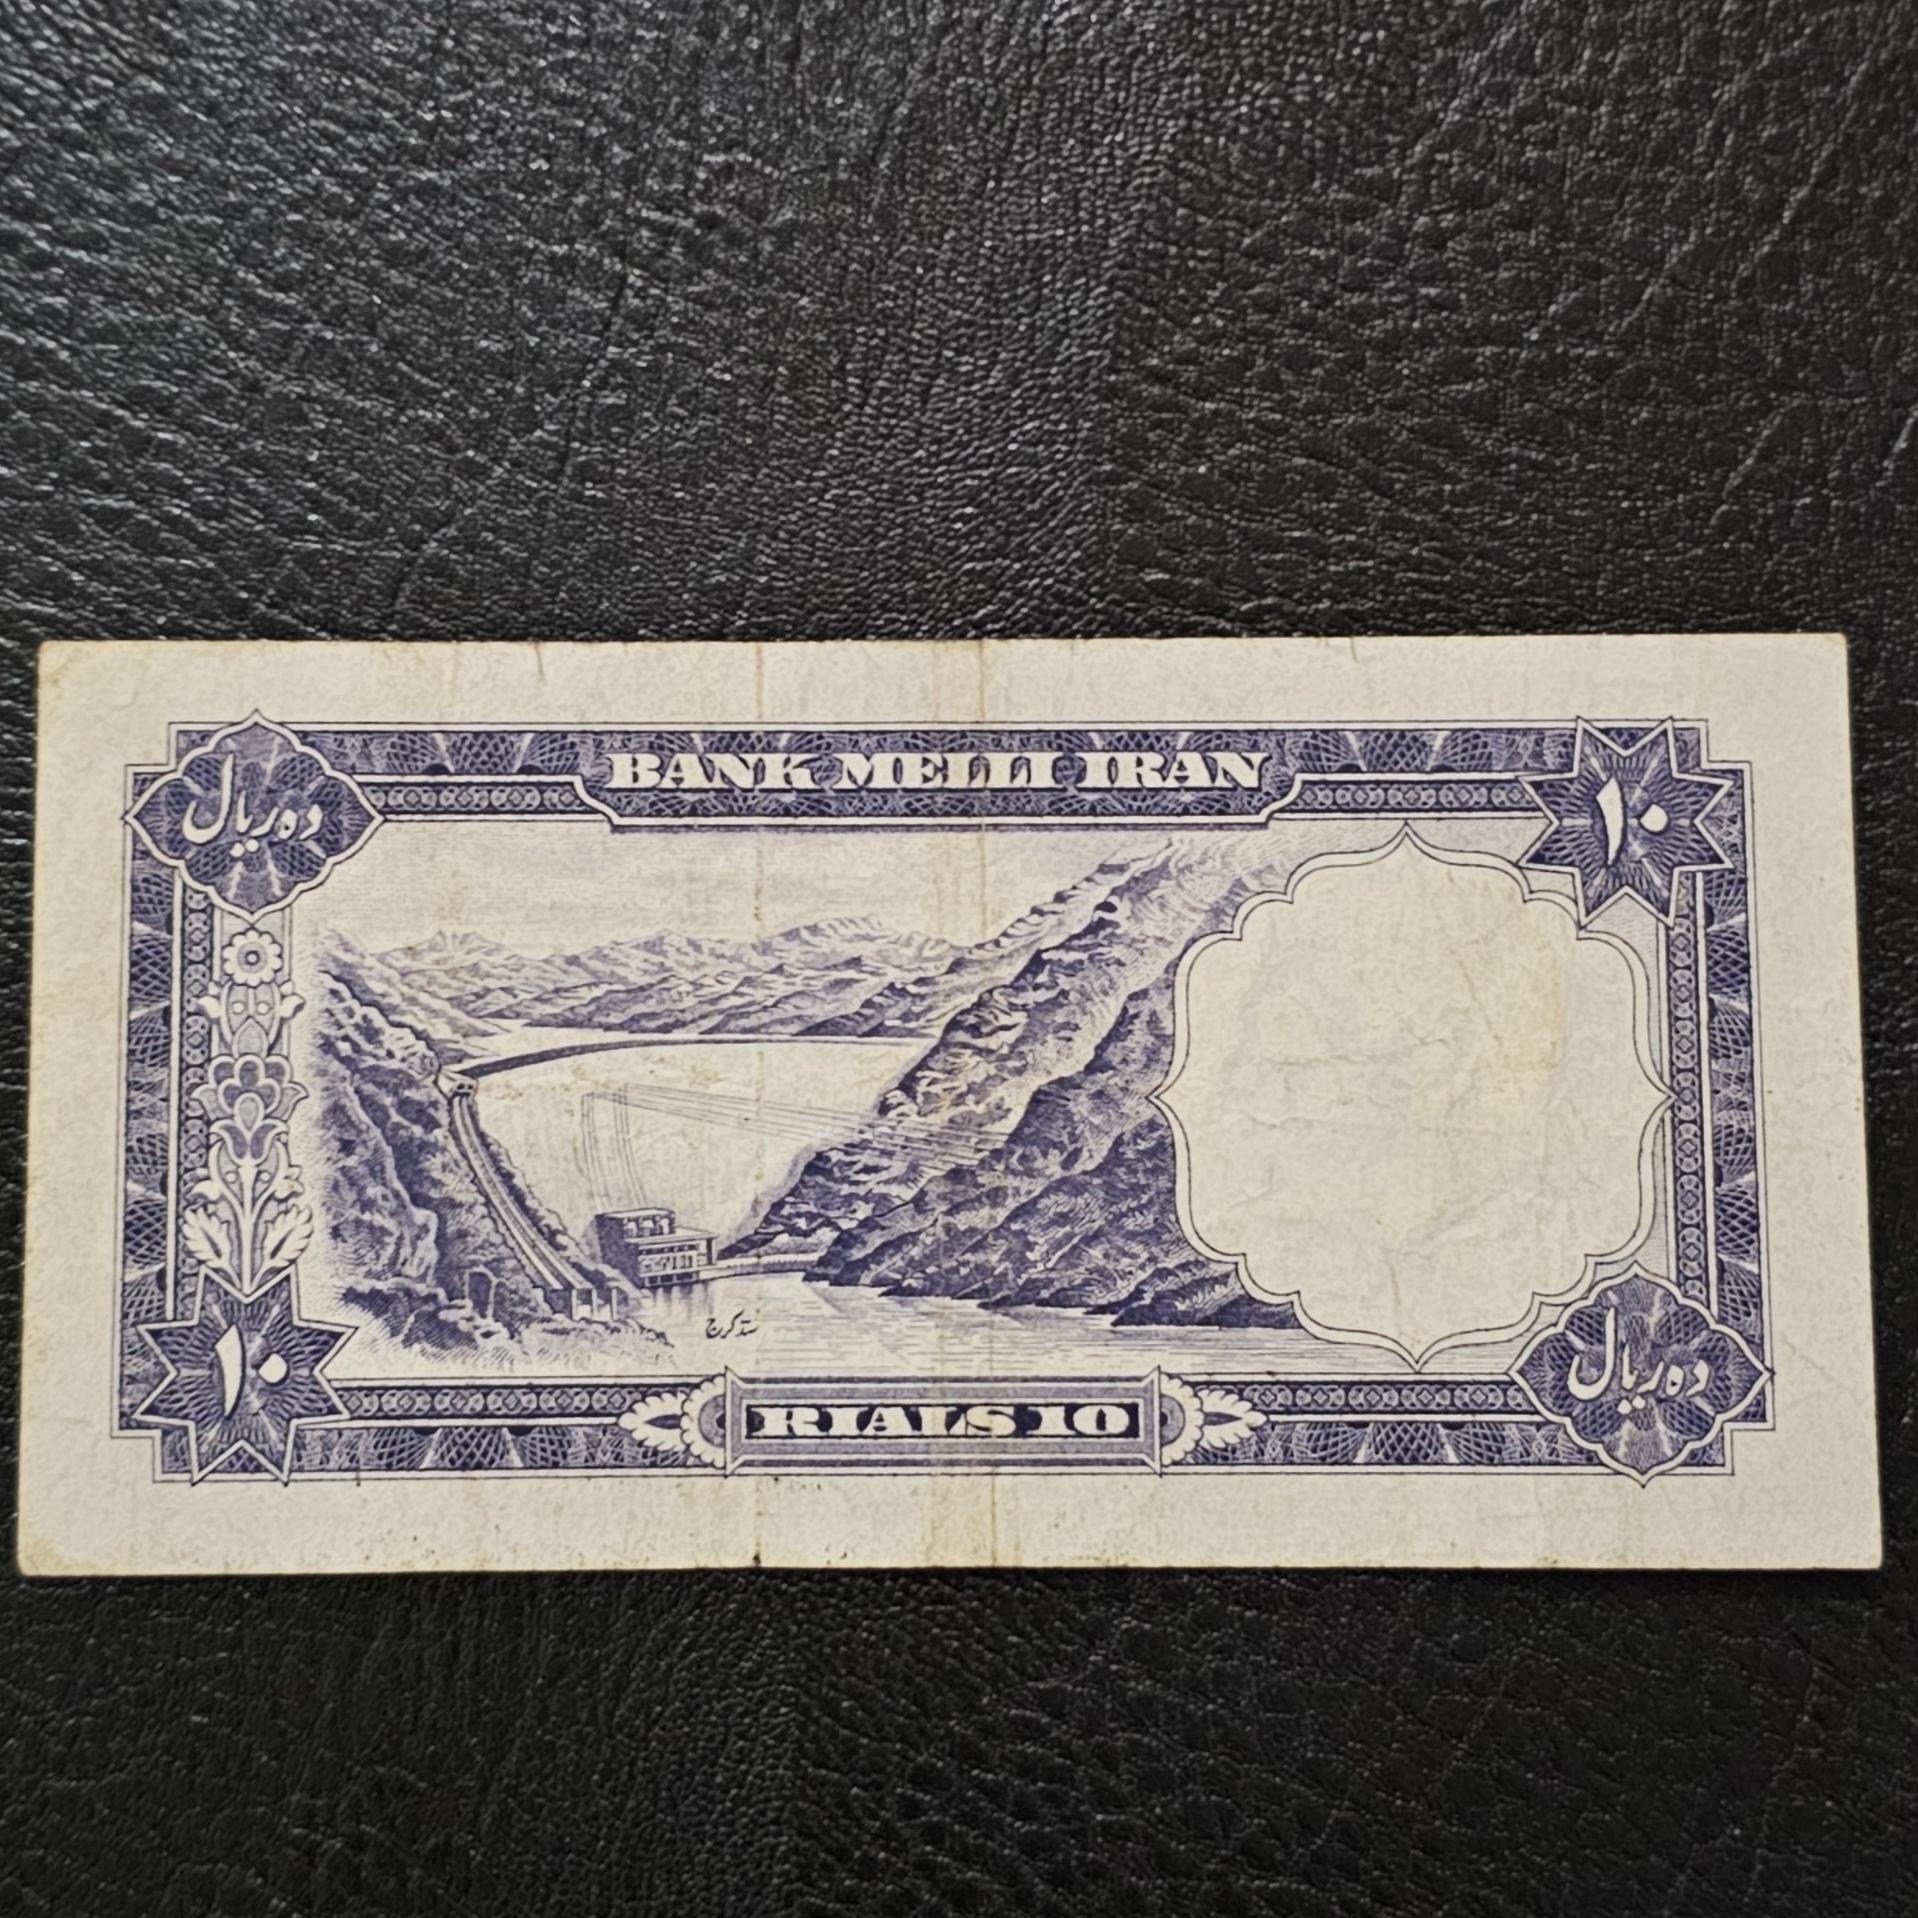 BANK MELLI IRAN
ده ریال
۱۰
سد کرج
۱۰
RIALS 10
ده ریال